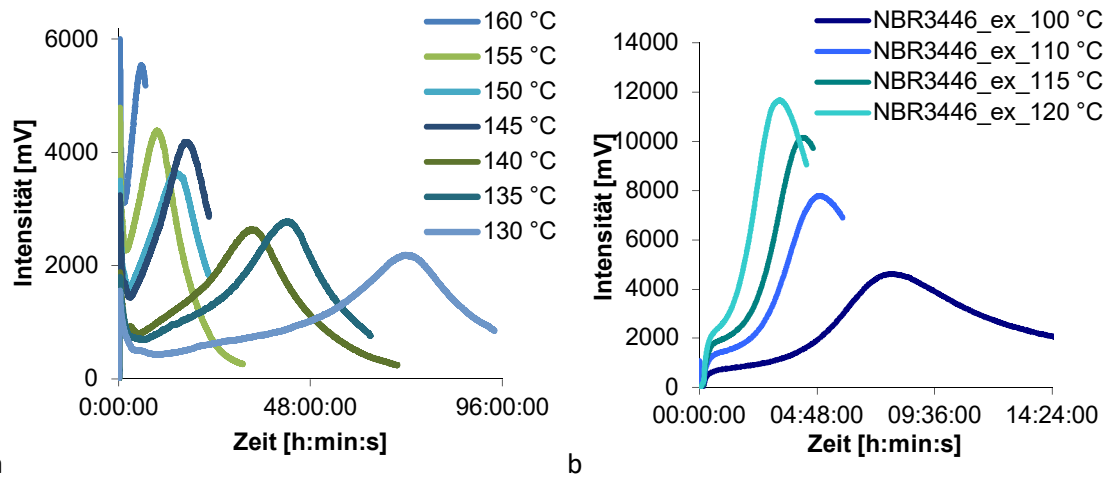 160 °C
155 °C
150 °C
145 °C
140 °C
135 °C
130 °C
6000
4000
2000
0
0:00:00
48:00:00
96:00:00
Intensität [mV]
Zeit [h:min:s]
NBR3446_ex_100 °C
NBR3446_ex_110 °C
NBR3446_ex_115 °C
NBR3446_ex_120 °C
14000
12000
10000
8000
6000
4000
2000
0
00:00:00
04:48:00
09:36:00
14:24:00
Intensität [mV]
Zeit [h:min:s]
b